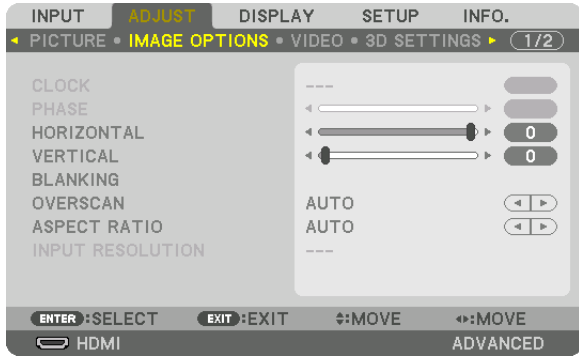 INPUT ADJUST DISPLAY SETUP INFO.
PICTURE • IMAGE OPTIONS • VIDEO • 3D SETTINGS 1/2
CLOCK ---
PHASE
HORIZONTAL 0
VERTICAL 0
BLANKING
OVERSCAN AUTO
ASPECT RATIO AUTO
INPUT RESOLUTION ---
ENTER :SELECT EXIT :EXIT :MOVE :MOVE
HDMI ADVANCED